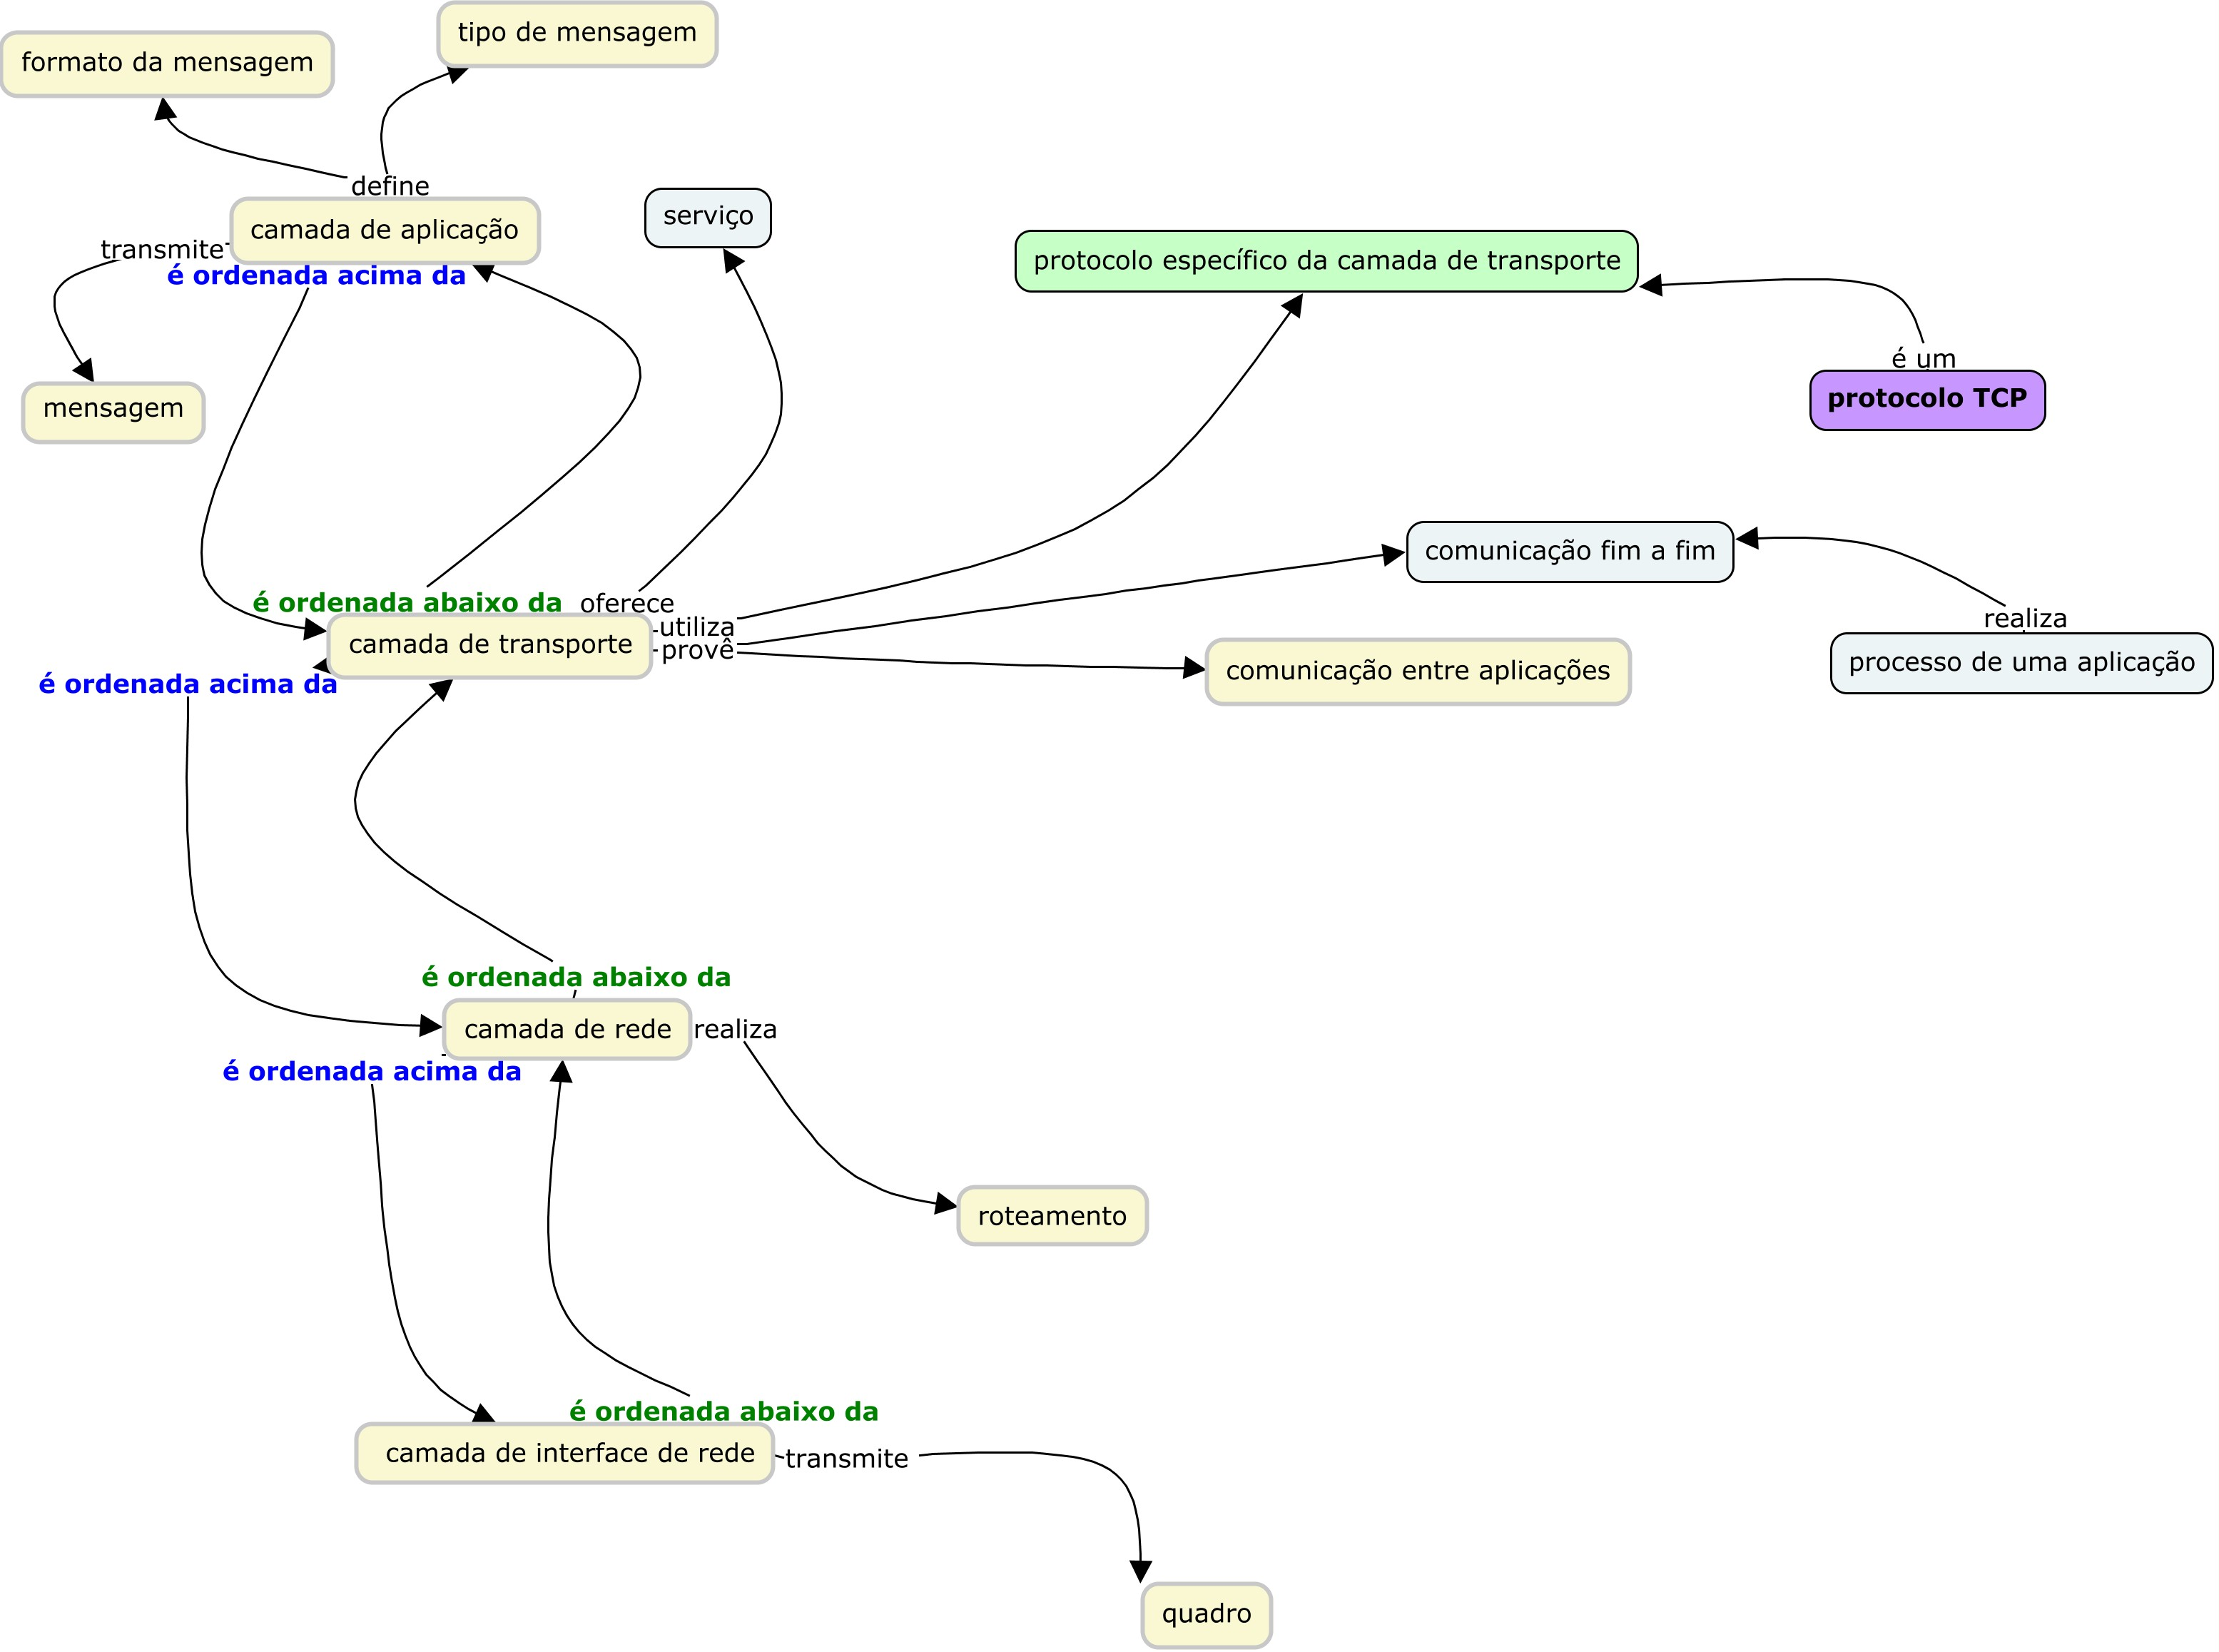 tipo de mensagem
formato da mensagem
define
camada de aplicação
serviço
transmite
é ordenada acima da
protocolo específico da camada de transporte
é um
protocolo TCP
mensagem
comunicação fim a fim
é ordenada abaixo da
oferece
realiza
utiliza
camada de transporte
provê
processo de uma aplicação
comunicação entre aplicações
é ordenada acima da
é ordenada abaixo da
camada de rede
realiza
é ordenada acima da
roteamento
é ordenada abaixo da
camada de interface de rede
transmite
quadro